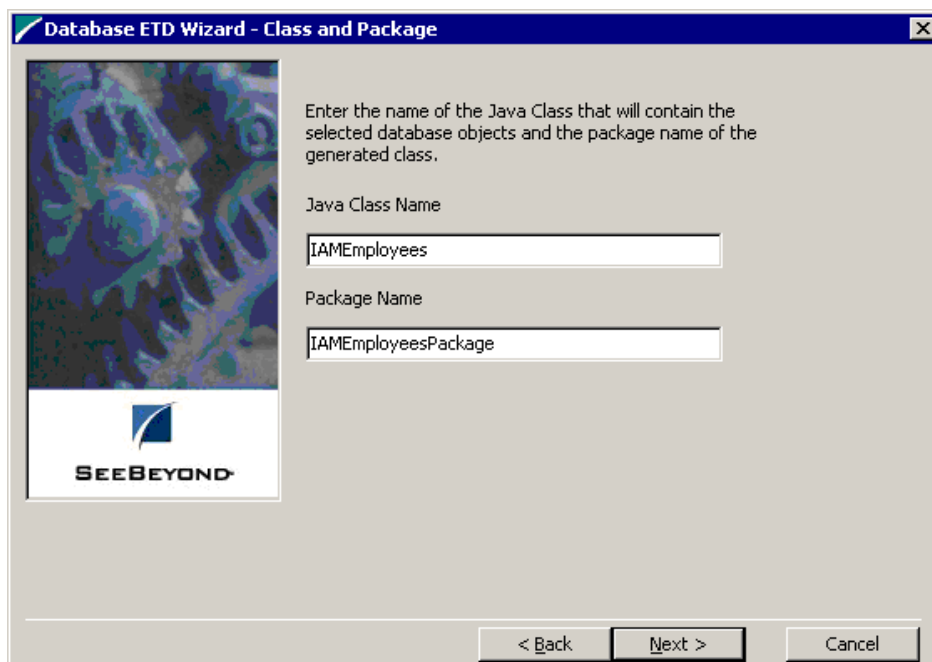 Database ETD Wizard - Class and Package
Enter the name of the Java Class that will contain the
selected database objects and the package name of the
generated class.
Java Class Name
IAMEmployees
Package Name
IAMEmployeesPackage
SEEBEYOND
< Back
Next >
Cancel